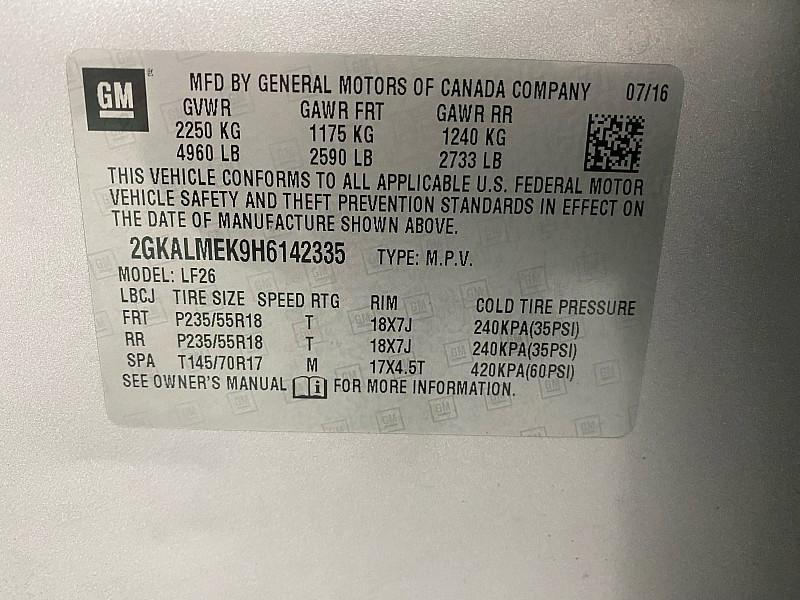 GM MFD BY GENERAL MOTORS OF CANADA COMPANY 07/16
GVWR GAWR FRT GAWR RR
2250 KG 1175 KG 1240 KG
4960 LB 2590 LB 2733 LB
THIS VEHICLE CONFORMS TO ALL APPLICABLE U.S. FEDERAL MOTOR
VEHICLE SAFETY AND THEFT PREVENTION STANDARDS IN EFFECT ON
THE DATE OF MANUFACTURE SHOWN ABOVE.
2GKALMEK9H6142335 TYPE: M.P.V.
MODEL: LF26
LBCJ TIRE SIZE SPEED RTG RIM COLD TIRE PRESSURE
FRT P235/55R18 T 18X7J 240KPA(35PSI)
RR P235/55R18 T 18X7J 240KPA(35PSI)
SPA T145/70R17 M 17X4.5T 420KPA(60PSI)
SEE OWNER'S MANUAL FOR MORE INFORMATION.